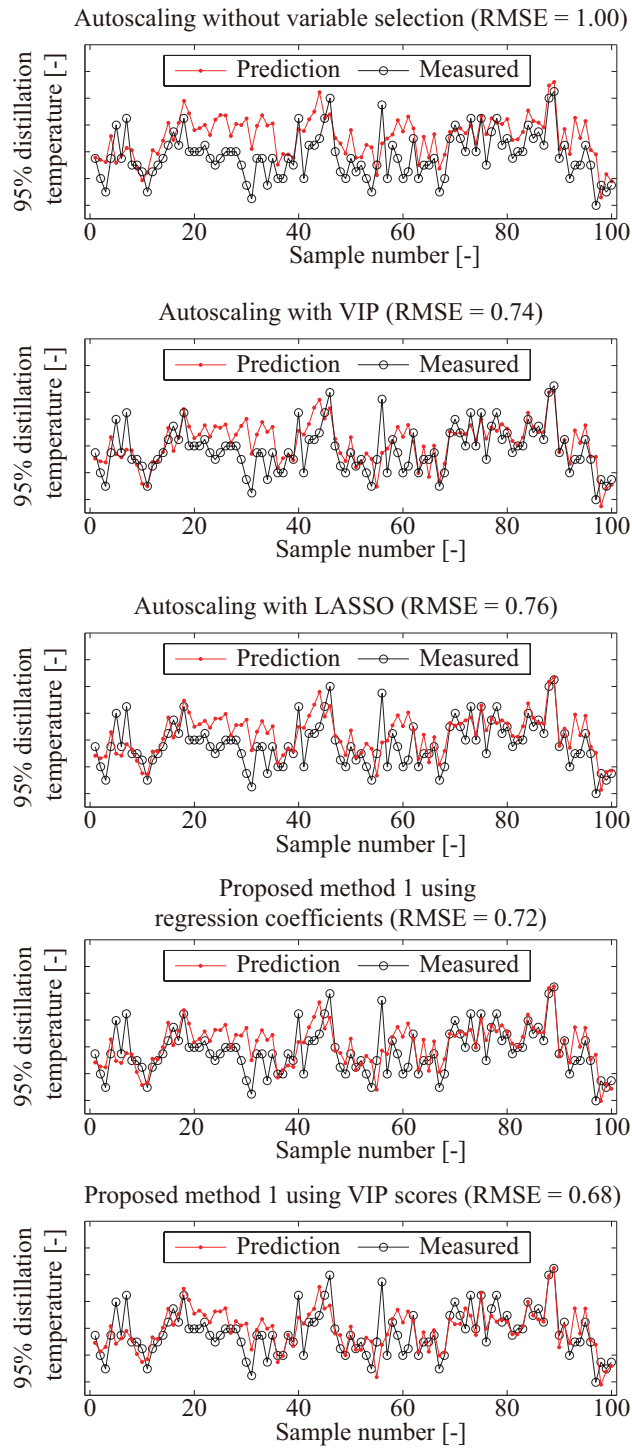 Autoscaling without variable selection (RMSE = 1.00)
Prediction Measured
95% distillation
temperature [-]
0 20 40 60 80 100
Sample number [-]
Autoscaling with VIP (RMSE = 0.74)
Prediction Measured
95% distillation
temperature [-]
0 20 40 60 80 100
Sample number [-]
Autoscaling with LASSO (RMSE = 0.76)
Prediction Measured
95% distillation
temperature [-]
0 20 40 60 80 100
Sample number [-]
Proposed method 1 using
regression coefficients (RMSE = 0.72)
Prediction Measured
95% distillation
temperature [-]
0 20 40 60 80 100
Sample number [-]
Proposed method 1 using VIP scores (RMSE = 0.68)
Prediction Measured
95% distillation
temperature [-]
0 20 40 60 80 100
Sample number [-]